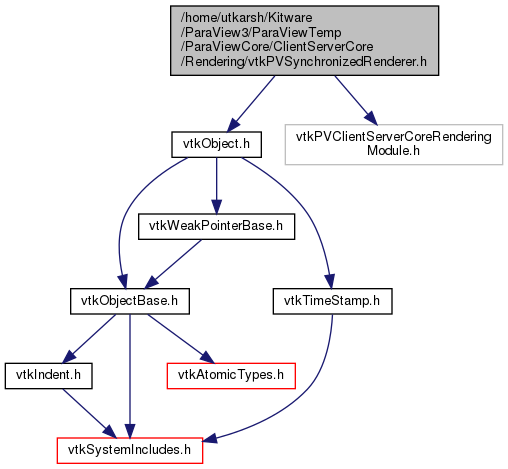 /home/utkarsh/Kitware
/ParaView3/ParaViewTemp
/ParaViewCore/ClientServerCore
/Rendering/vtkPVSynchronizedRenderer.h
vtkObject.h
vtkPVClientServerCoreRendering
Module.h
vtkWeakPointerBase.h
vtkObjectBase.h
vtkTimeStamp.h
vtkIndent.h
vtkAtomicTypes.h
vtkSystemIncludes.h